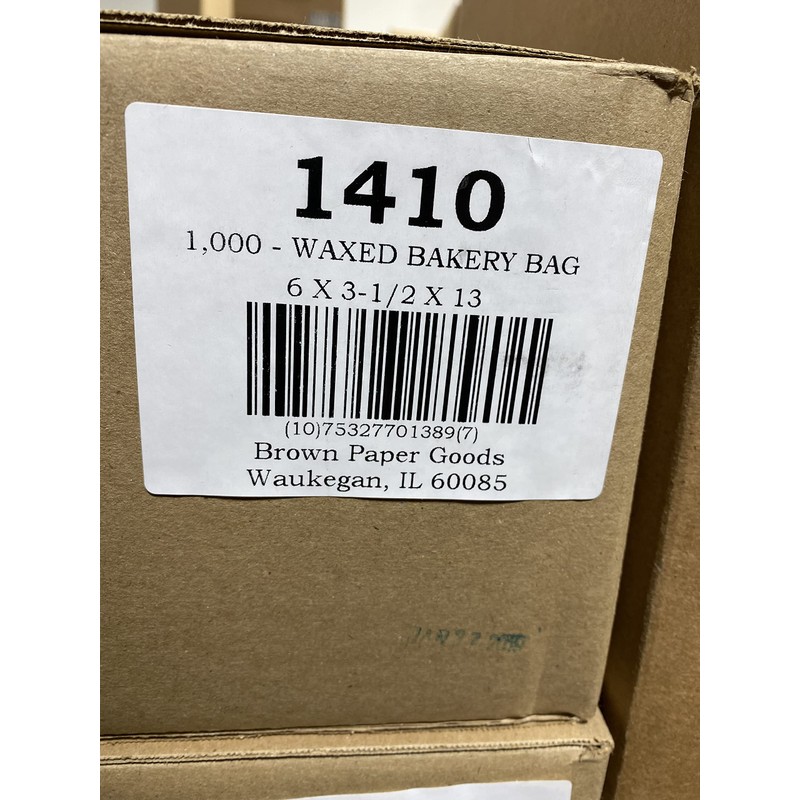 1410
1,000 - WAXED BAKERY BAG
6 X 3-1/2 X 13
(10)75327701389(7)
Brown Paper Goods
Waukegan, IL 60085